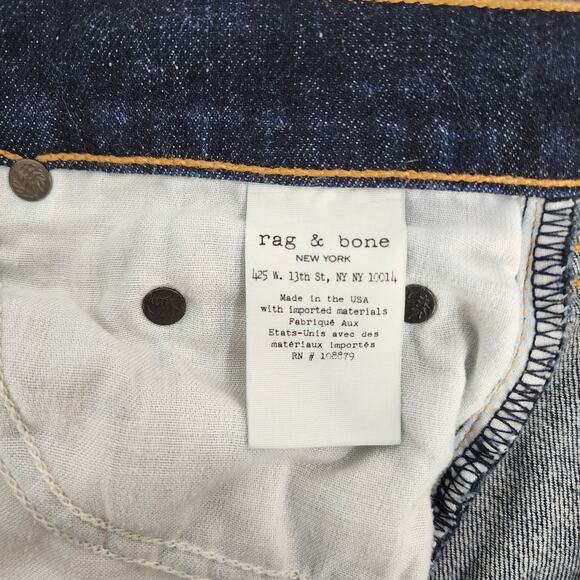 rag & bone
NEW YORK
425 W. 13th St, NY NY 10014
Made in the USA
with imported materials
Fabriqué Aux
Etats-Unis avec des
matériaux importés
RN # 108879